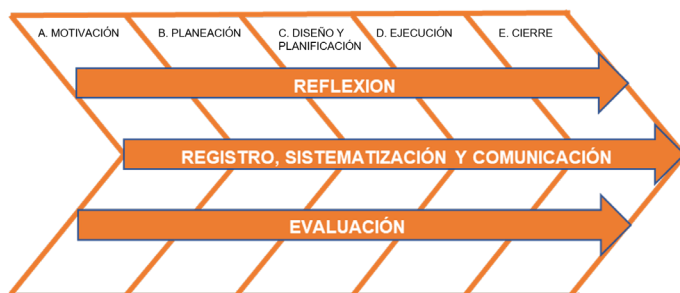 A. MOTIVACIÓN
B. PLANEACIÓN
C. DISEÑO Y
PLANIFICACIÓN
D. EJECUCIÓN
E. CIERRE
REFLEXION
REGISTRO, SISTEMATIZACIÓN Y COMUNICACIÓN
EVALUACIÓN